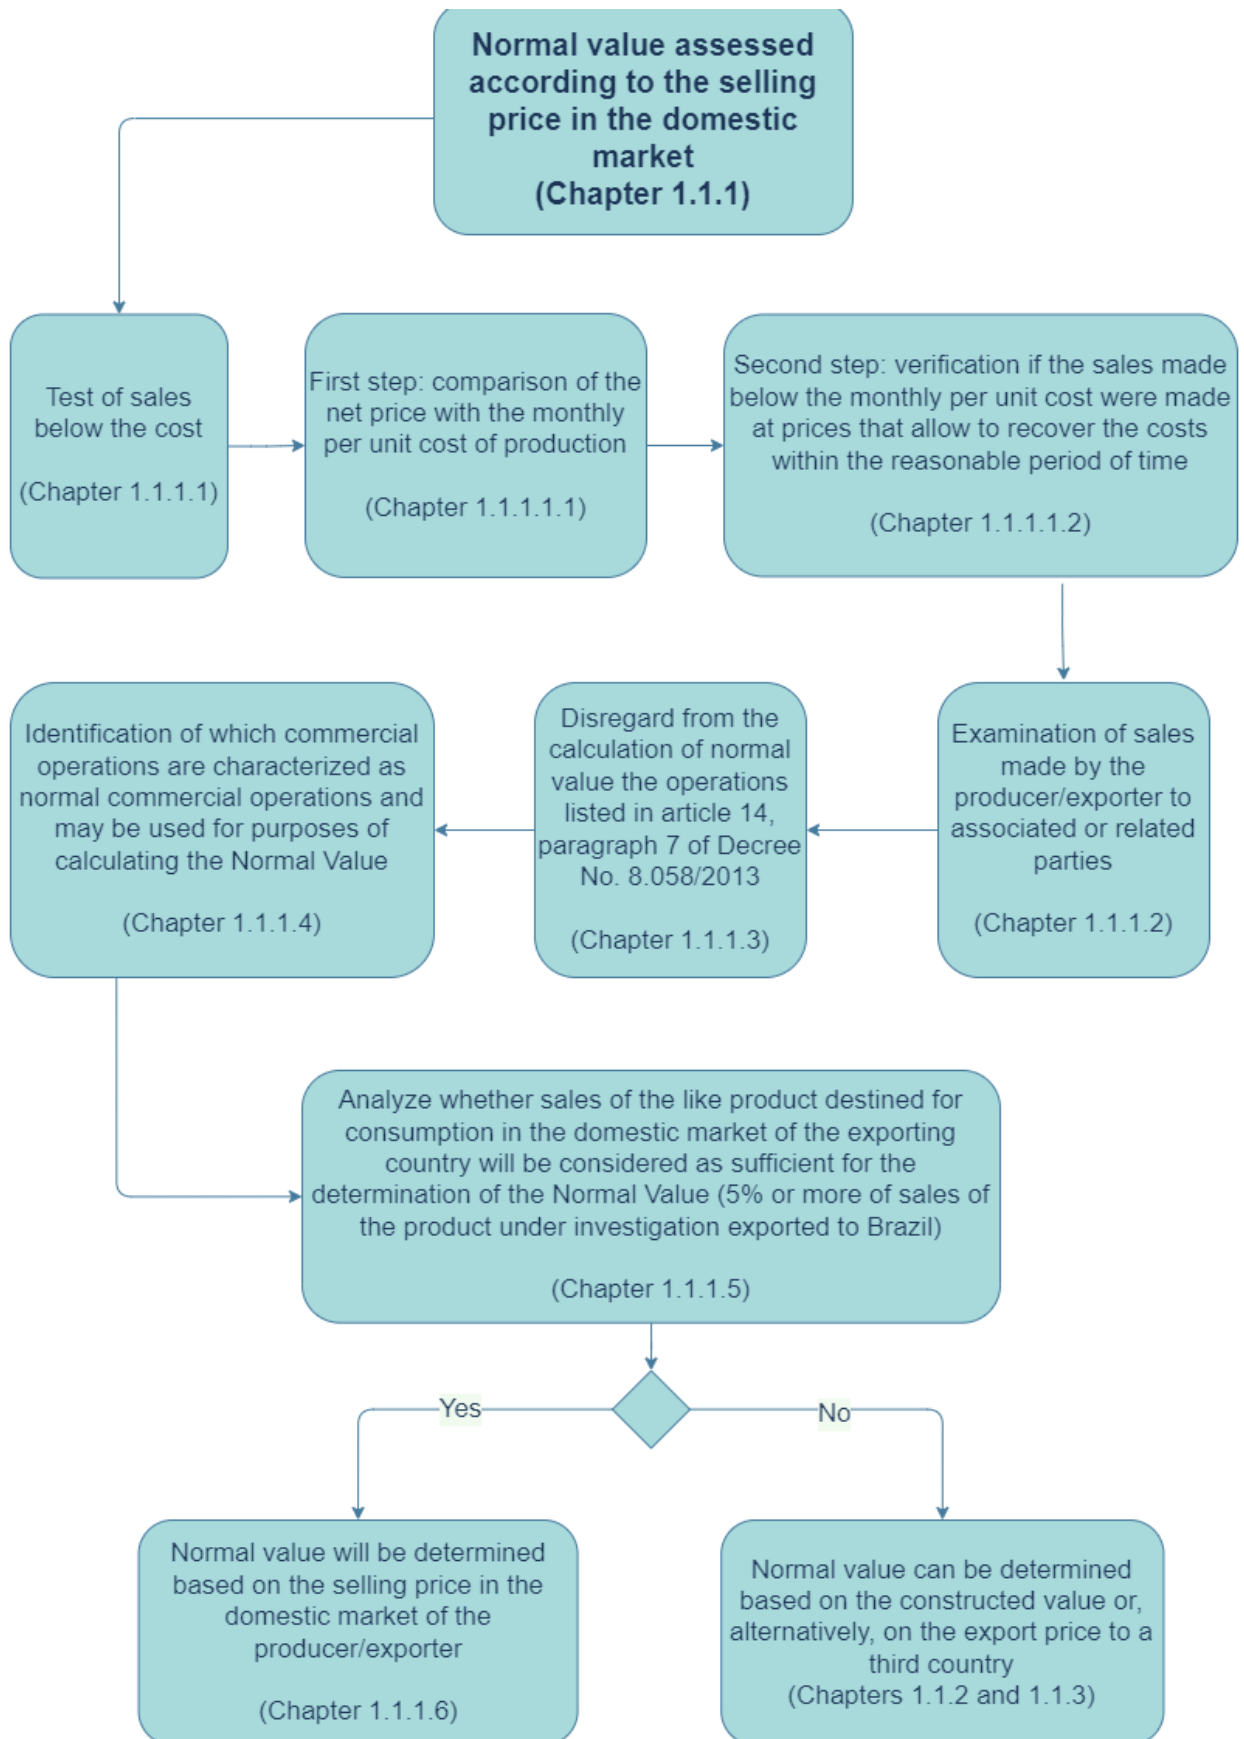 Normal value assessed
according to the selling
price in the domestic
market
(Chapter 1.1.1)
Test of sales
below the cost
(Chapter 1.1.1.1)
First step: comparison of the
net price with the monthly
per unit cost of production
(Chapter 1.1.1.1.1)
Second step: verification if the sales made
below the monthly per unit cost were made
at prices that allow to recover the costs
within the reasonable period of time
(Chapter 1.1.1.1.2)
Examination of sales
made by the
producer/exporter to
associated or related
parties
(Chapter 1.1.1.2)
Disregard from the
calculation of normal
value the operations
listed in article 14,
paragraph 7 of Decree
No. 8.058/2013
(Chapter 1.1.1.3)
Identification of which commercial
operations are characterized as
normal commercial operations and
may be used for purposes of
calculating the Normal Value
(Chapter 1.1.1.4)
Analyze whether sales of the like product destined for
consumption in the domestic market of the exporting
country will be considered as sufficient for the
determination of the Normal Value (5% or more of sales of
the product under investigation exported to Brazil)
(Chapter 1.1.1.5)
Yes
No
Normal value will be determined
based on the selling price in the
domestic market of the
producer/exporter
(Chapter 1.1.1.6)
Normal value can be determined
based on the constructed value or,
alternatively, on the export price to a
third country
(Chapters 1.1.2 and 1.1.3)